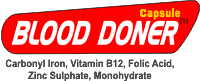 Capsule
BLOOD DONER™
Carbonyl Iron, Vitamin B12, Folic Acid,
Zinc Sulphate, Monohydrate